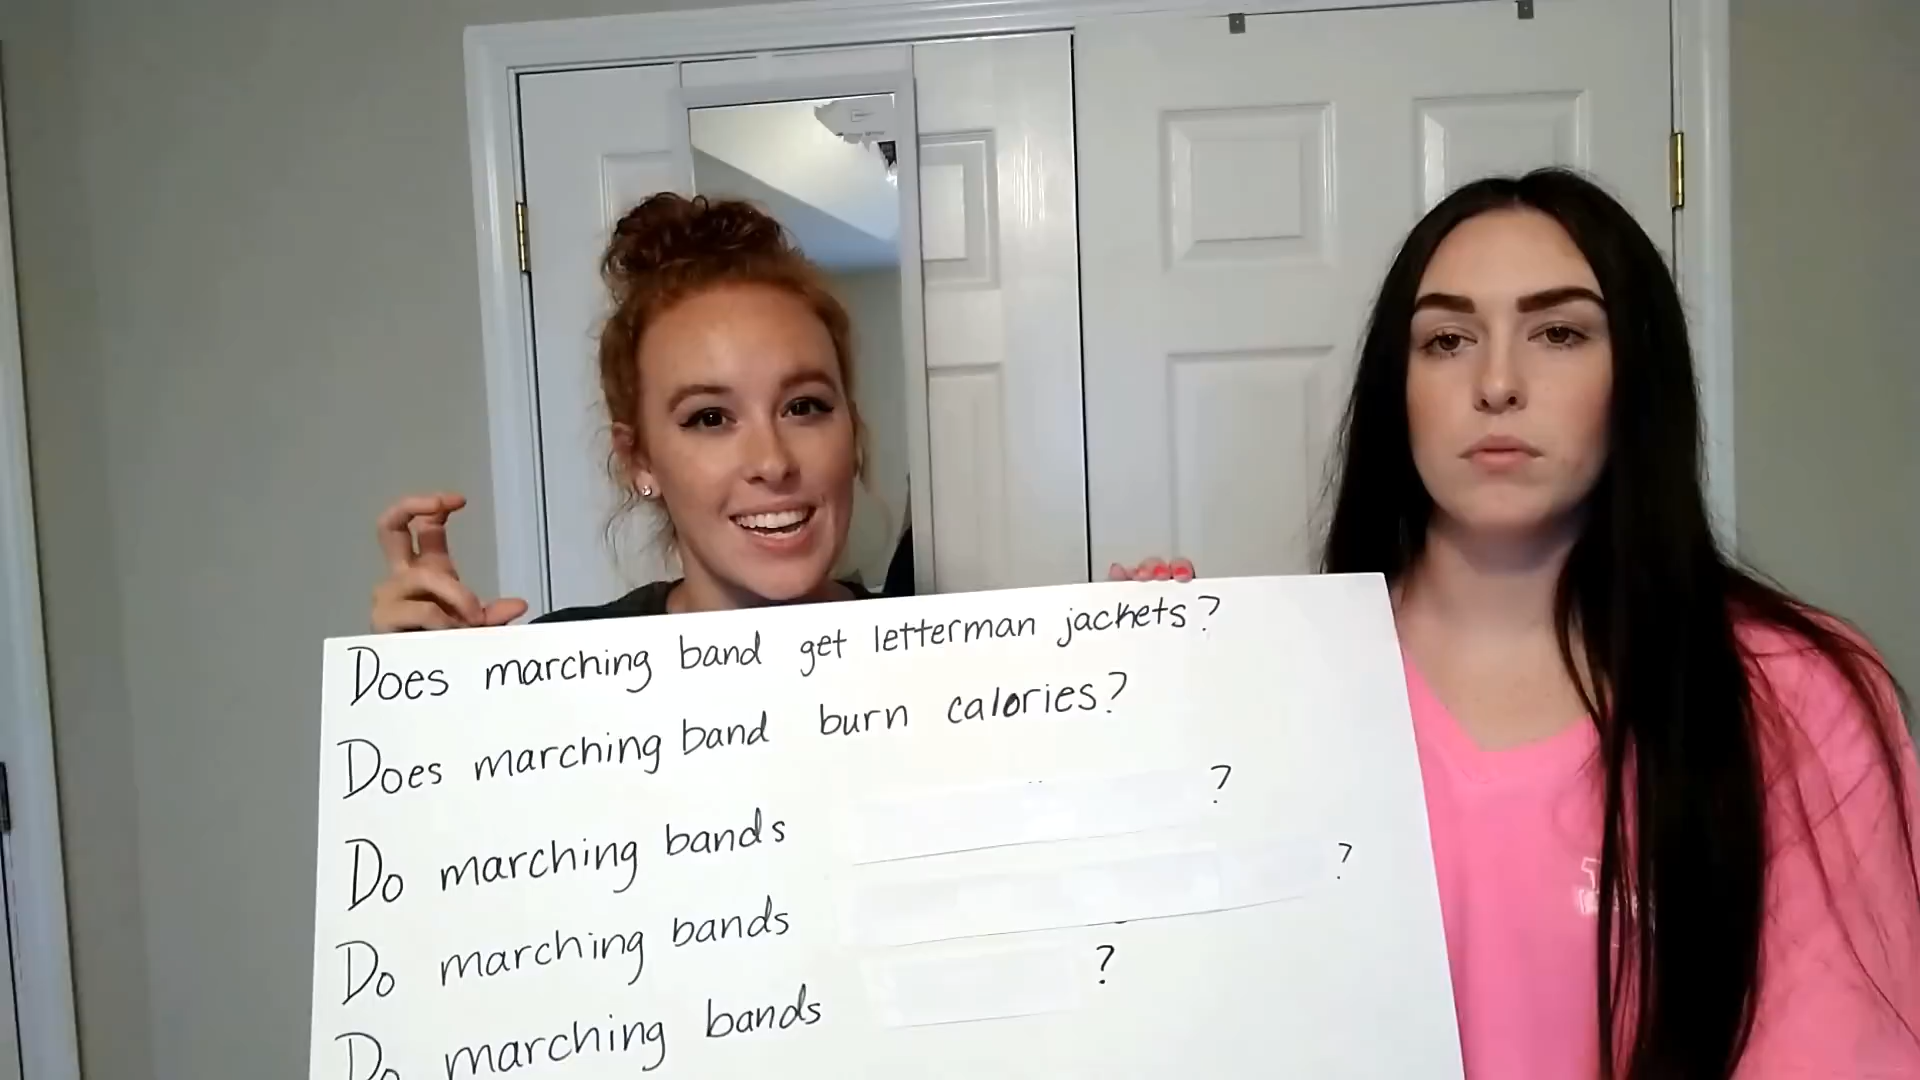 Does marching band get letterman jackets?
Does marching band burn calories?
Do marching bands ?
Do marching bands ?
Do marching bands ?